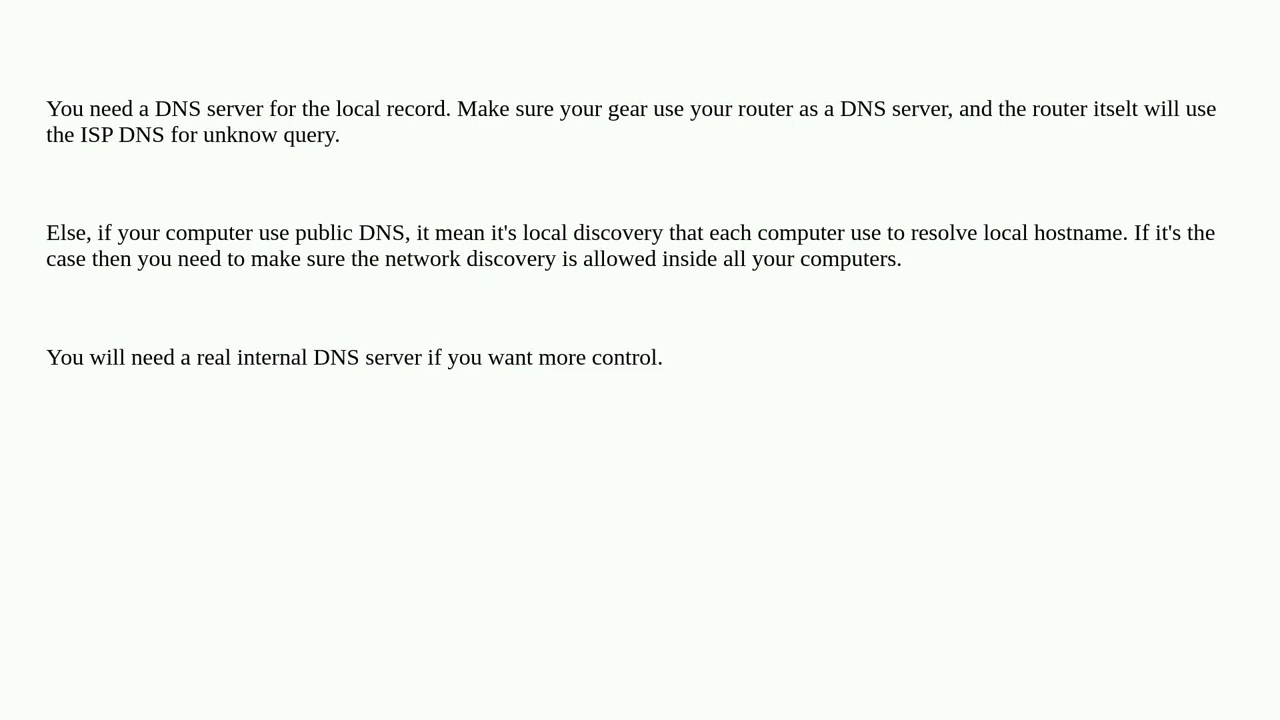 You need a DNS server for the local record. Make sure your gear use your router as a DNS server, and the router itselt will use
the ISP DNS for unknow query.
Else, if your computer use public DNS, it mean it's local discovery that each computer use to resolve local hostname. If it's the
case then you need to make sure the network discovery is allowed inside all your computers.
You will need a real internal DNS server if you want more control.